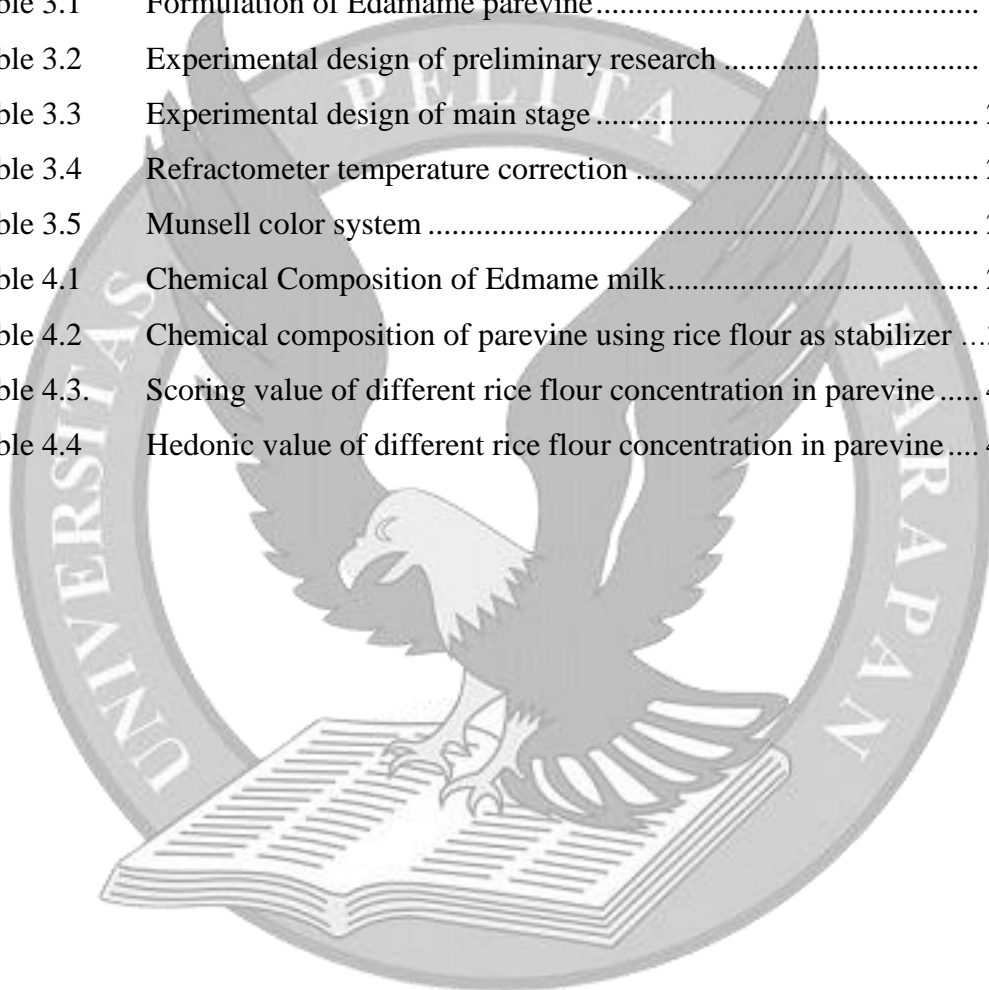 ble 3.1 Formulation of Edamame parevine
ble 3.2 Experimental design of preliminary research
ble 3.3 Experimental design of main stage
ble 3.4 Refractometer temperature correction
ble 3.5 Munsell color system
ble 4.1 Chemical Composition of Edmame milk
ble 4.2 Chemical composition of parevine using rice flour as stabilizer
ble 4.3. Scoring value of different rice flour concentration in parevine
ble 4.4 Hedonic value of different rice flour concentration in parevine
UNIVERSITAS PELITA HARAPAN